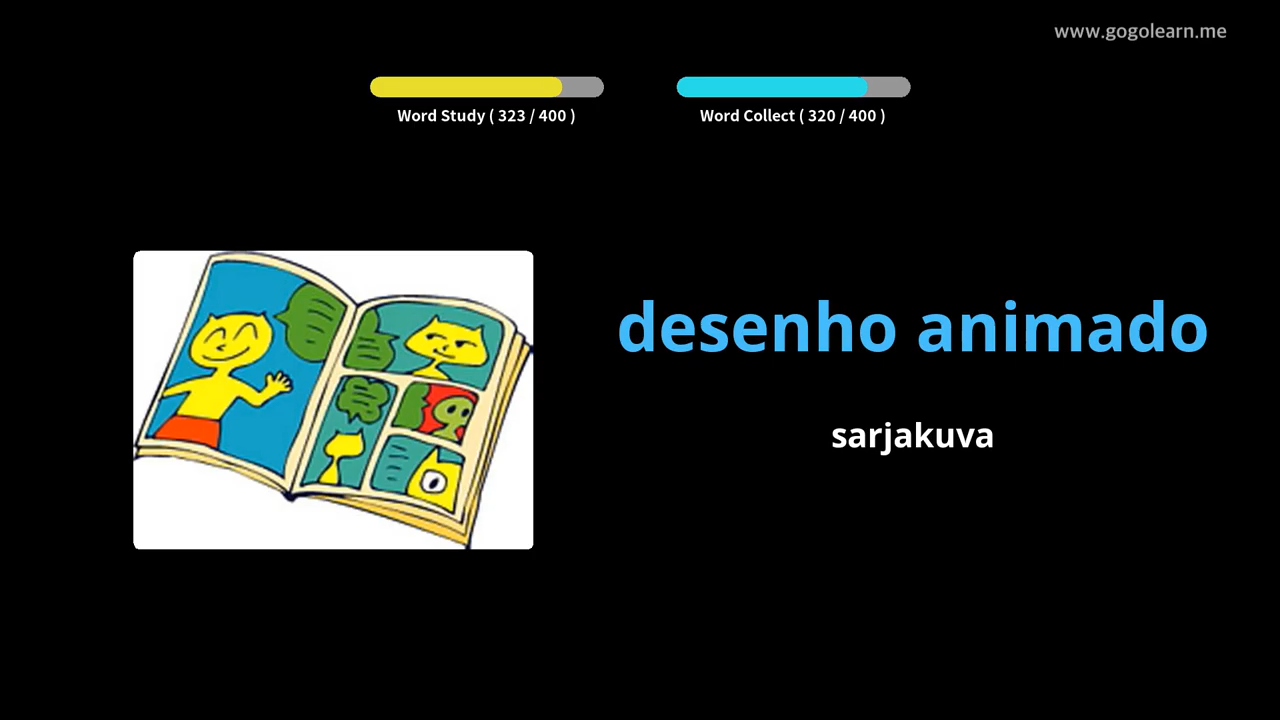 www.gogolearn.me
Word Study ( 323 / 400 )
Word Collect ( 320 / 400 )
desenho animado
sarjakuva